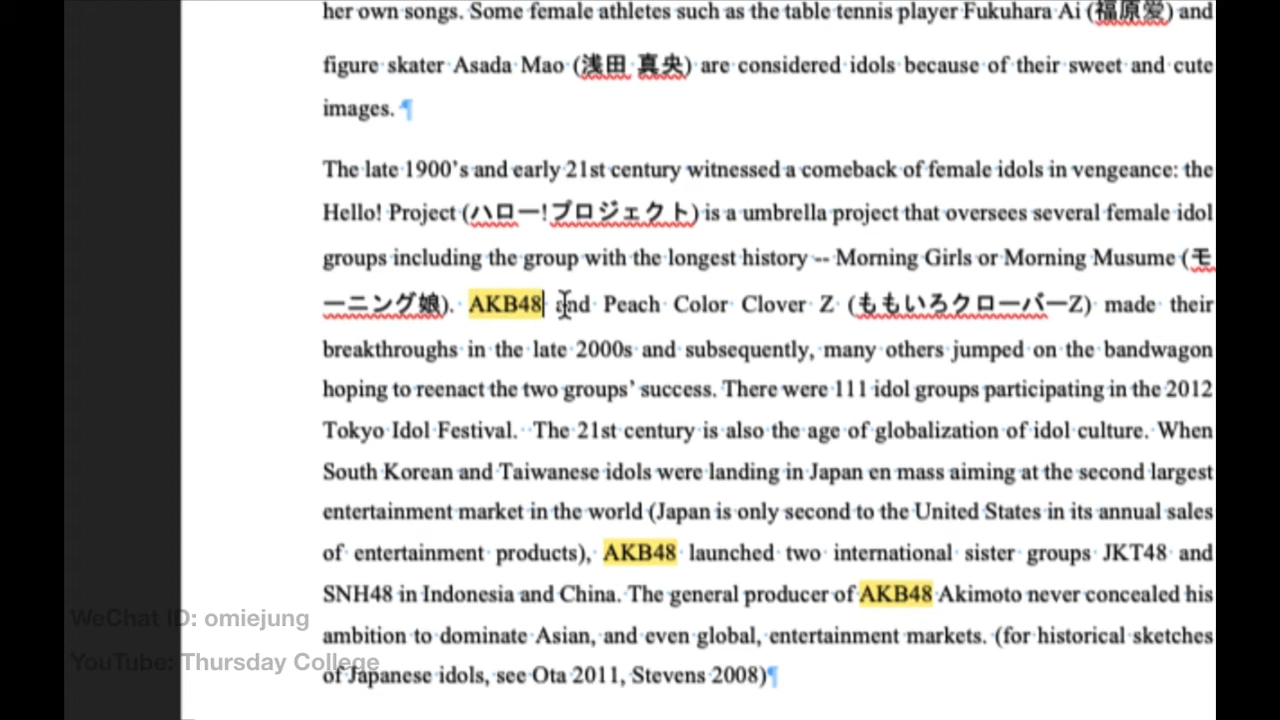 her own songs. Some female athletes such as the table tennis player Fukuhara Ai (福原爱) and
figure skater Asada Mao (浅田 真央) are considered idols because of their sweet and cute
images. ¶
The late 1900's and early 21st century witnessed a comeback of female idols in vengeance: the
Hello! Project (ハロー!プロジェクト) is a umbrella project that oversees several female idol
groups including the group with the longest history -- Morning Girls or Morning Musume (モ
ーニング娘). AKB48 and Peach Color Clover Z (ももいろクローバーZ) made their
breakthroughs in the late 2000s and subsequently, many others jumped on the bandwagon
hoping to reenact the two groups' success. There were 111 idol groups participating in the 2012
Tokyo Idol Festival. The 21st century is also the age of globalization of idol culture. When
South Korean and Taiwanese idols were landing in Japan en mass aiming at the second largest
entertainment market in the world (Japan is only second to the United States in its annual sales
of entertainment products), AKB48 launched two international sister groups JKT48 and
SNH48 in Indonesia and China. The general producer of AKB48 Akimoto never concealed his
WeChat ID: omiejung
ambition to dominate Asian, and even global, entertainment markets. (for historical sketches
YouTube: Thursday College
of Japanese idols, see Ota 2011, Stevens 2008)¶